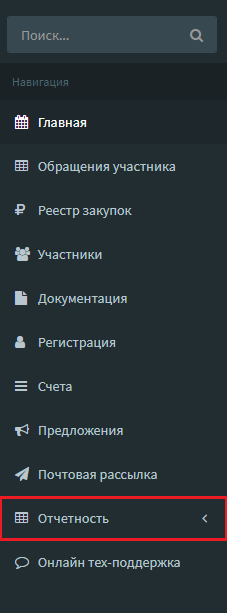 Поиск...
Навигация
Главная
Обращения участника
Реестр закупок
Участники
Документация
Регистрация
Счета
Предложения
Почтовая рассылка
Отчетность
Онлайн тех-поддержка